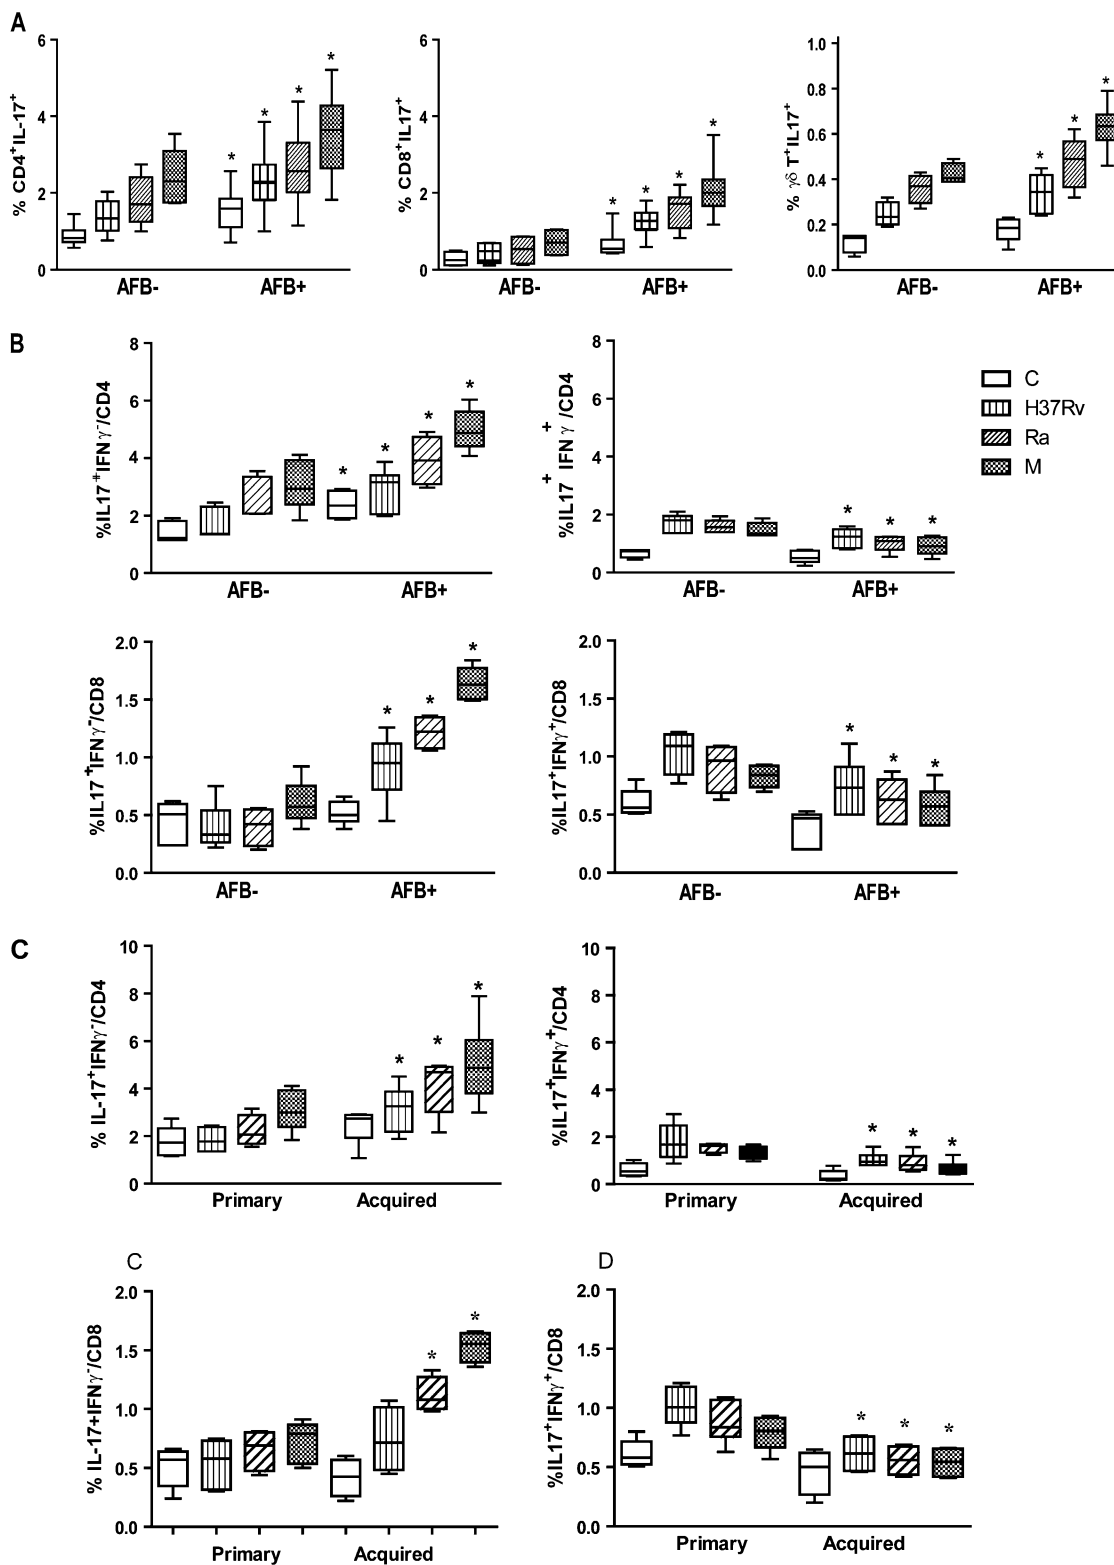 A
% CD4+IL-17+
6
4
2
0
AFB-
AFB+
* * * *
% CD8+IL17+
6
4
2
0
AFB-
AFB+
* * * *
% γδ T+IL17+
1.0
0.8
0.6
0.4
0.2
0.0
AFB-
AFB+
* * *
B
%IL17+IFNγ-/CD4
8
6
4
2
0
AFB-
AFB+
* * * *
%IL17+ IFNγ+/CD4
8
6
4
2
0
AFB-
AFB+
* * *
C
H37Rv
Ra
M
%IL17+IFNγ-/CD8
2.0
1.5
1.0
0.5
0.0
AFB-
AFB+
* * *
%IL17+IFNγ+/CD8
2.0
1.5
1.0
0.5
0.0
AFB-
AFB+
* * *
C
% IL-17+IFNγ-/CD4
10
8
6
4
2
0
Primary
Acquired
* * *
%IL17+IFNγ+/CD4
10
8
6
4
2
0
Primary
Acquired
* * *
C
% IL-17+IFNγ-/CD8
2.0
1.5
1.0
0.5
0.0
Primary
Acquired
* *
D
%IL17+IFNγ+/CD8
2.0
1.5
1.0
0.5
0.0
Primary
Acquired
* * *